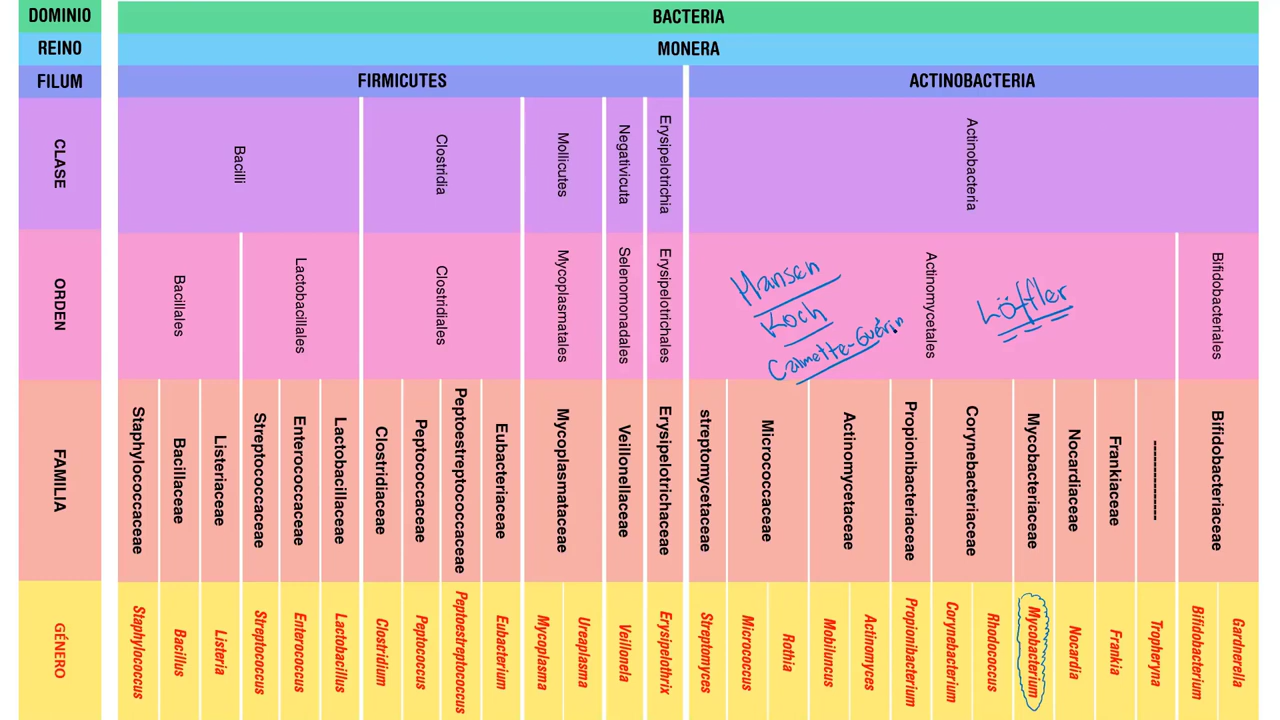 DOMINIO BACTERIA
REINO MONERA
FILUM FIRMICUTES ACTINOBACTERIA
CLASE Bacilli Clostridia Mollicutes Negativicuta Erysipelotrichia Actinobacteria
ORDEN Bacillales Lactobacillales Clostridiales Mycoplasmatales Selenomonadales Erysipelotrichales Actinomycetales Bifidobacteriales
Hansen
Koch
Calmette-Guérin
Löffler
FAMILIA Staphylococcaceae Bacillaceae Listeriaceae Streptococcaceae Enterococcaceae Lactobacillaceae Clostridiaceae Peptococcaceae Peptoestreptococcaceae Eubacteriaceae Mycoplasmataceae Veillonellaceae Erysipelotrichaceae streptomycetaceae Micrococcaceae Actinomycetaceae Propionibacteriaceae Corynebacteriaceae Mycobacteriaceae Nocardiaceae Frankiaceae ------------- Bifidobacteriaceae
GÉNERO Staphylococcus Bacillus Listeria Streptococcus Enterococcus Lactobacillus Clostridium Peptococcus Peptoestreptococcus Eubacterium Mycoplasma Ureaplasma Veillonela Erysipelothrix Streptomyces Micrococcus Rothia Mobiluncus Actinomyces Propionibacterium Corynebacterium Rhodococcus Mycobacterium Nocardia Frankia Tropheryna Bifidobacterium Gardnerella